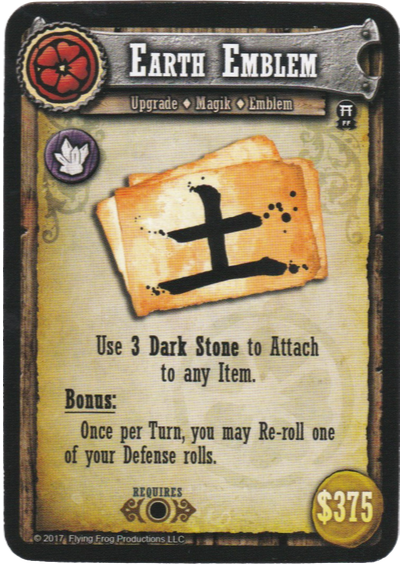 Earth Emblem
Upgrade ♦ Magik ♦ Emblem
FF
土
Use 3 Dark Stone to Attach
to any Item.
Bonus:
Once per Turn, you may Re-roll one
of your Defense rolls.
REQUIRES
$375
© 2017 Flying Frog Productions LLC